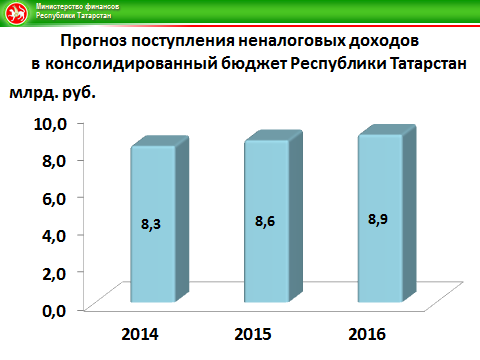 Министерство финансов
Республики Татарстан
Прогноз поступления неналоговых доходов
в консолидированный бюджет Республики Татарстан
млрд. руб.
10,0
8,0
6,0
4,0
2,0
0,0
8,3
8,6
8,9
2014
2015
2016